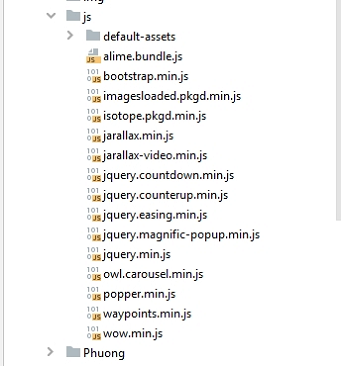 js
default-assets
alime.bundle.js
bootstrap.min.js
imagesloaded.pkgd.min.js
isotope.pkgd.min.js
jarallax.min.js
jarallax-video.min.js
jquery.countdown.min.js
jquery.counterup.min.js
jquery.easing.min.js
jquery.magnific-popup.min.js
jquery.min.js
owl.carousel.min.js
popper.min.js
waypoints.min.js
wow.min.js
Phuong